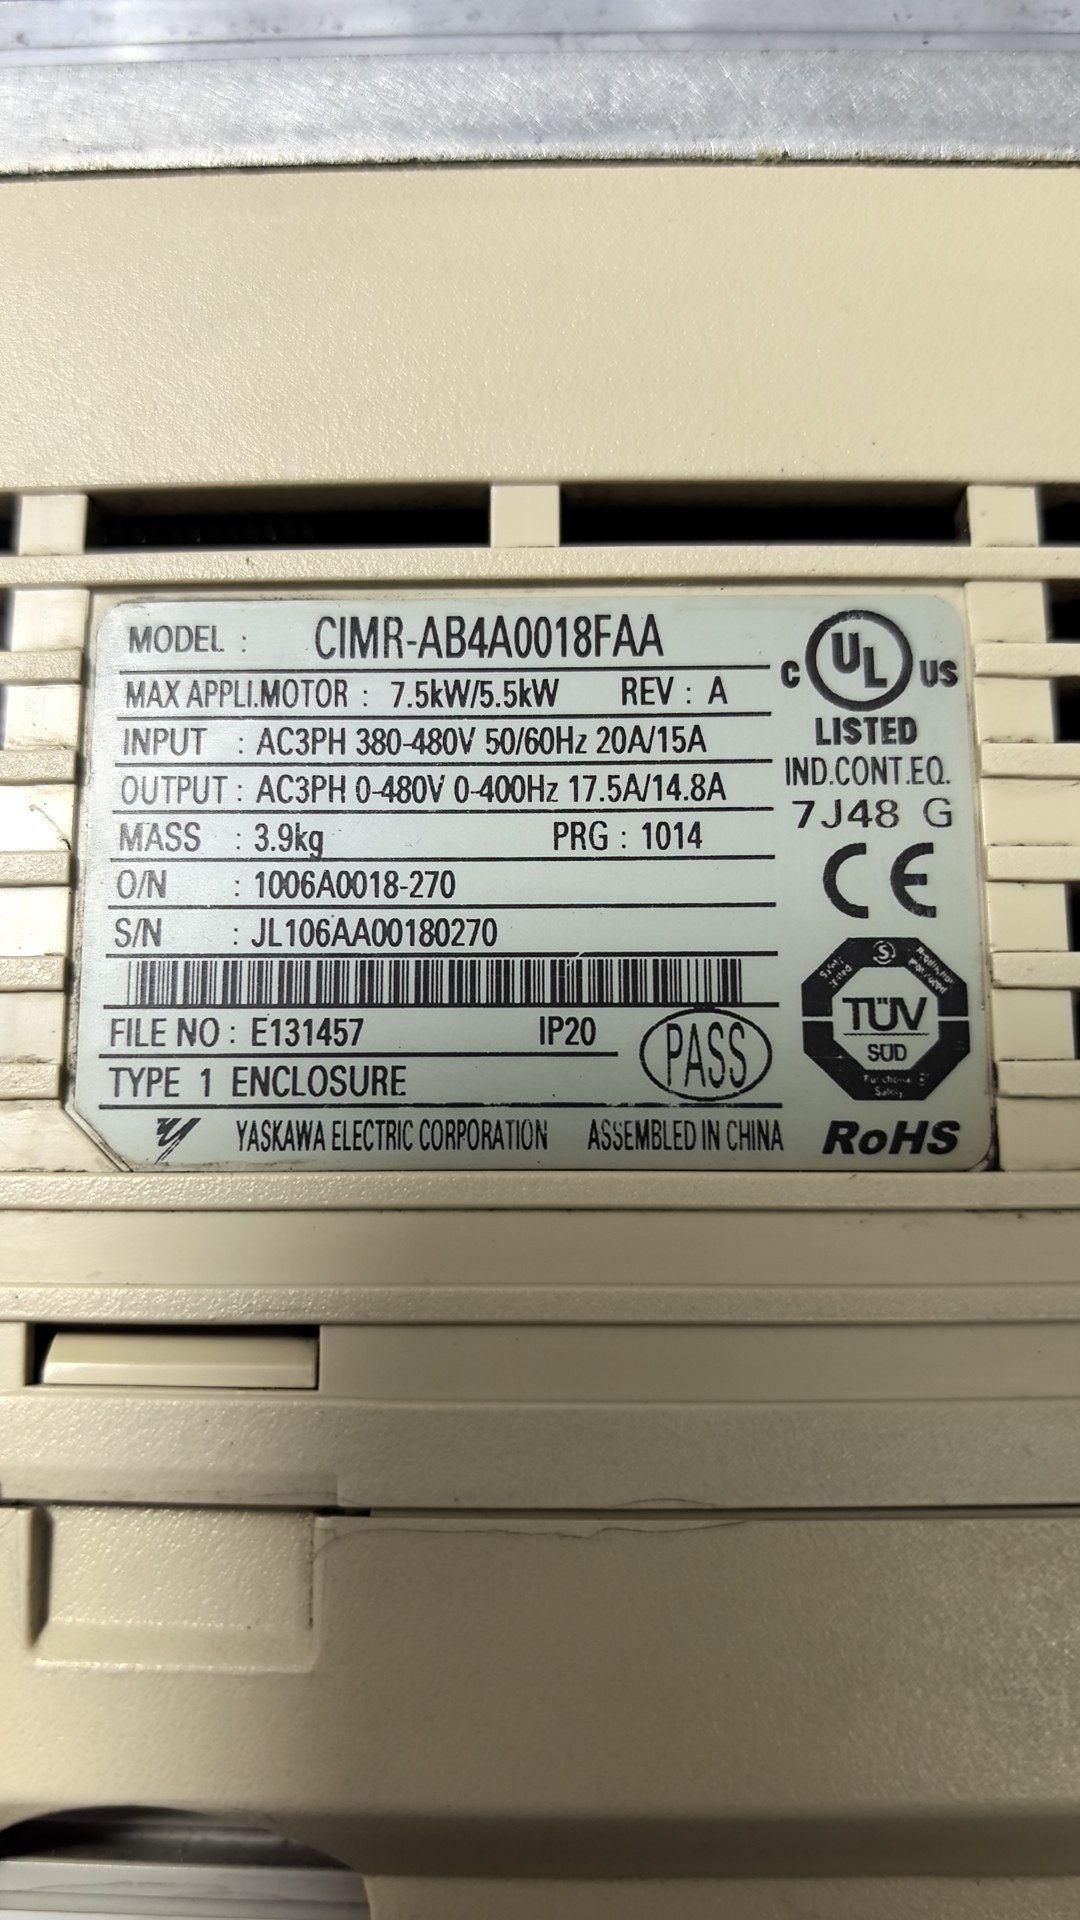 MODEL : CIMR-AB4A0018FAA
MAX APPLI.MOTOR : 7.5kW/5.5kW REV : A
INPUT : AC3PH 380-480V 50/60Hz 20A/15A
OUTPUT : AC3PH 0-480V 0-400Hz 17.5A/14.8A
MASS : 3.9kg PRG : 1014
O/N : 1006A0018-270
S/N : JL106AA00180270
FILE NO : E131457 IP20
TYPE 1 ENCLOSURE
PASS
YASKAWA ELECTRIC CORPORATION ASSEMBLED IN CHINA
C UL US
LISTED
IND.CONT.EQ.
7J48 G
CE
TÜV
SÜD
Safety
RoHS